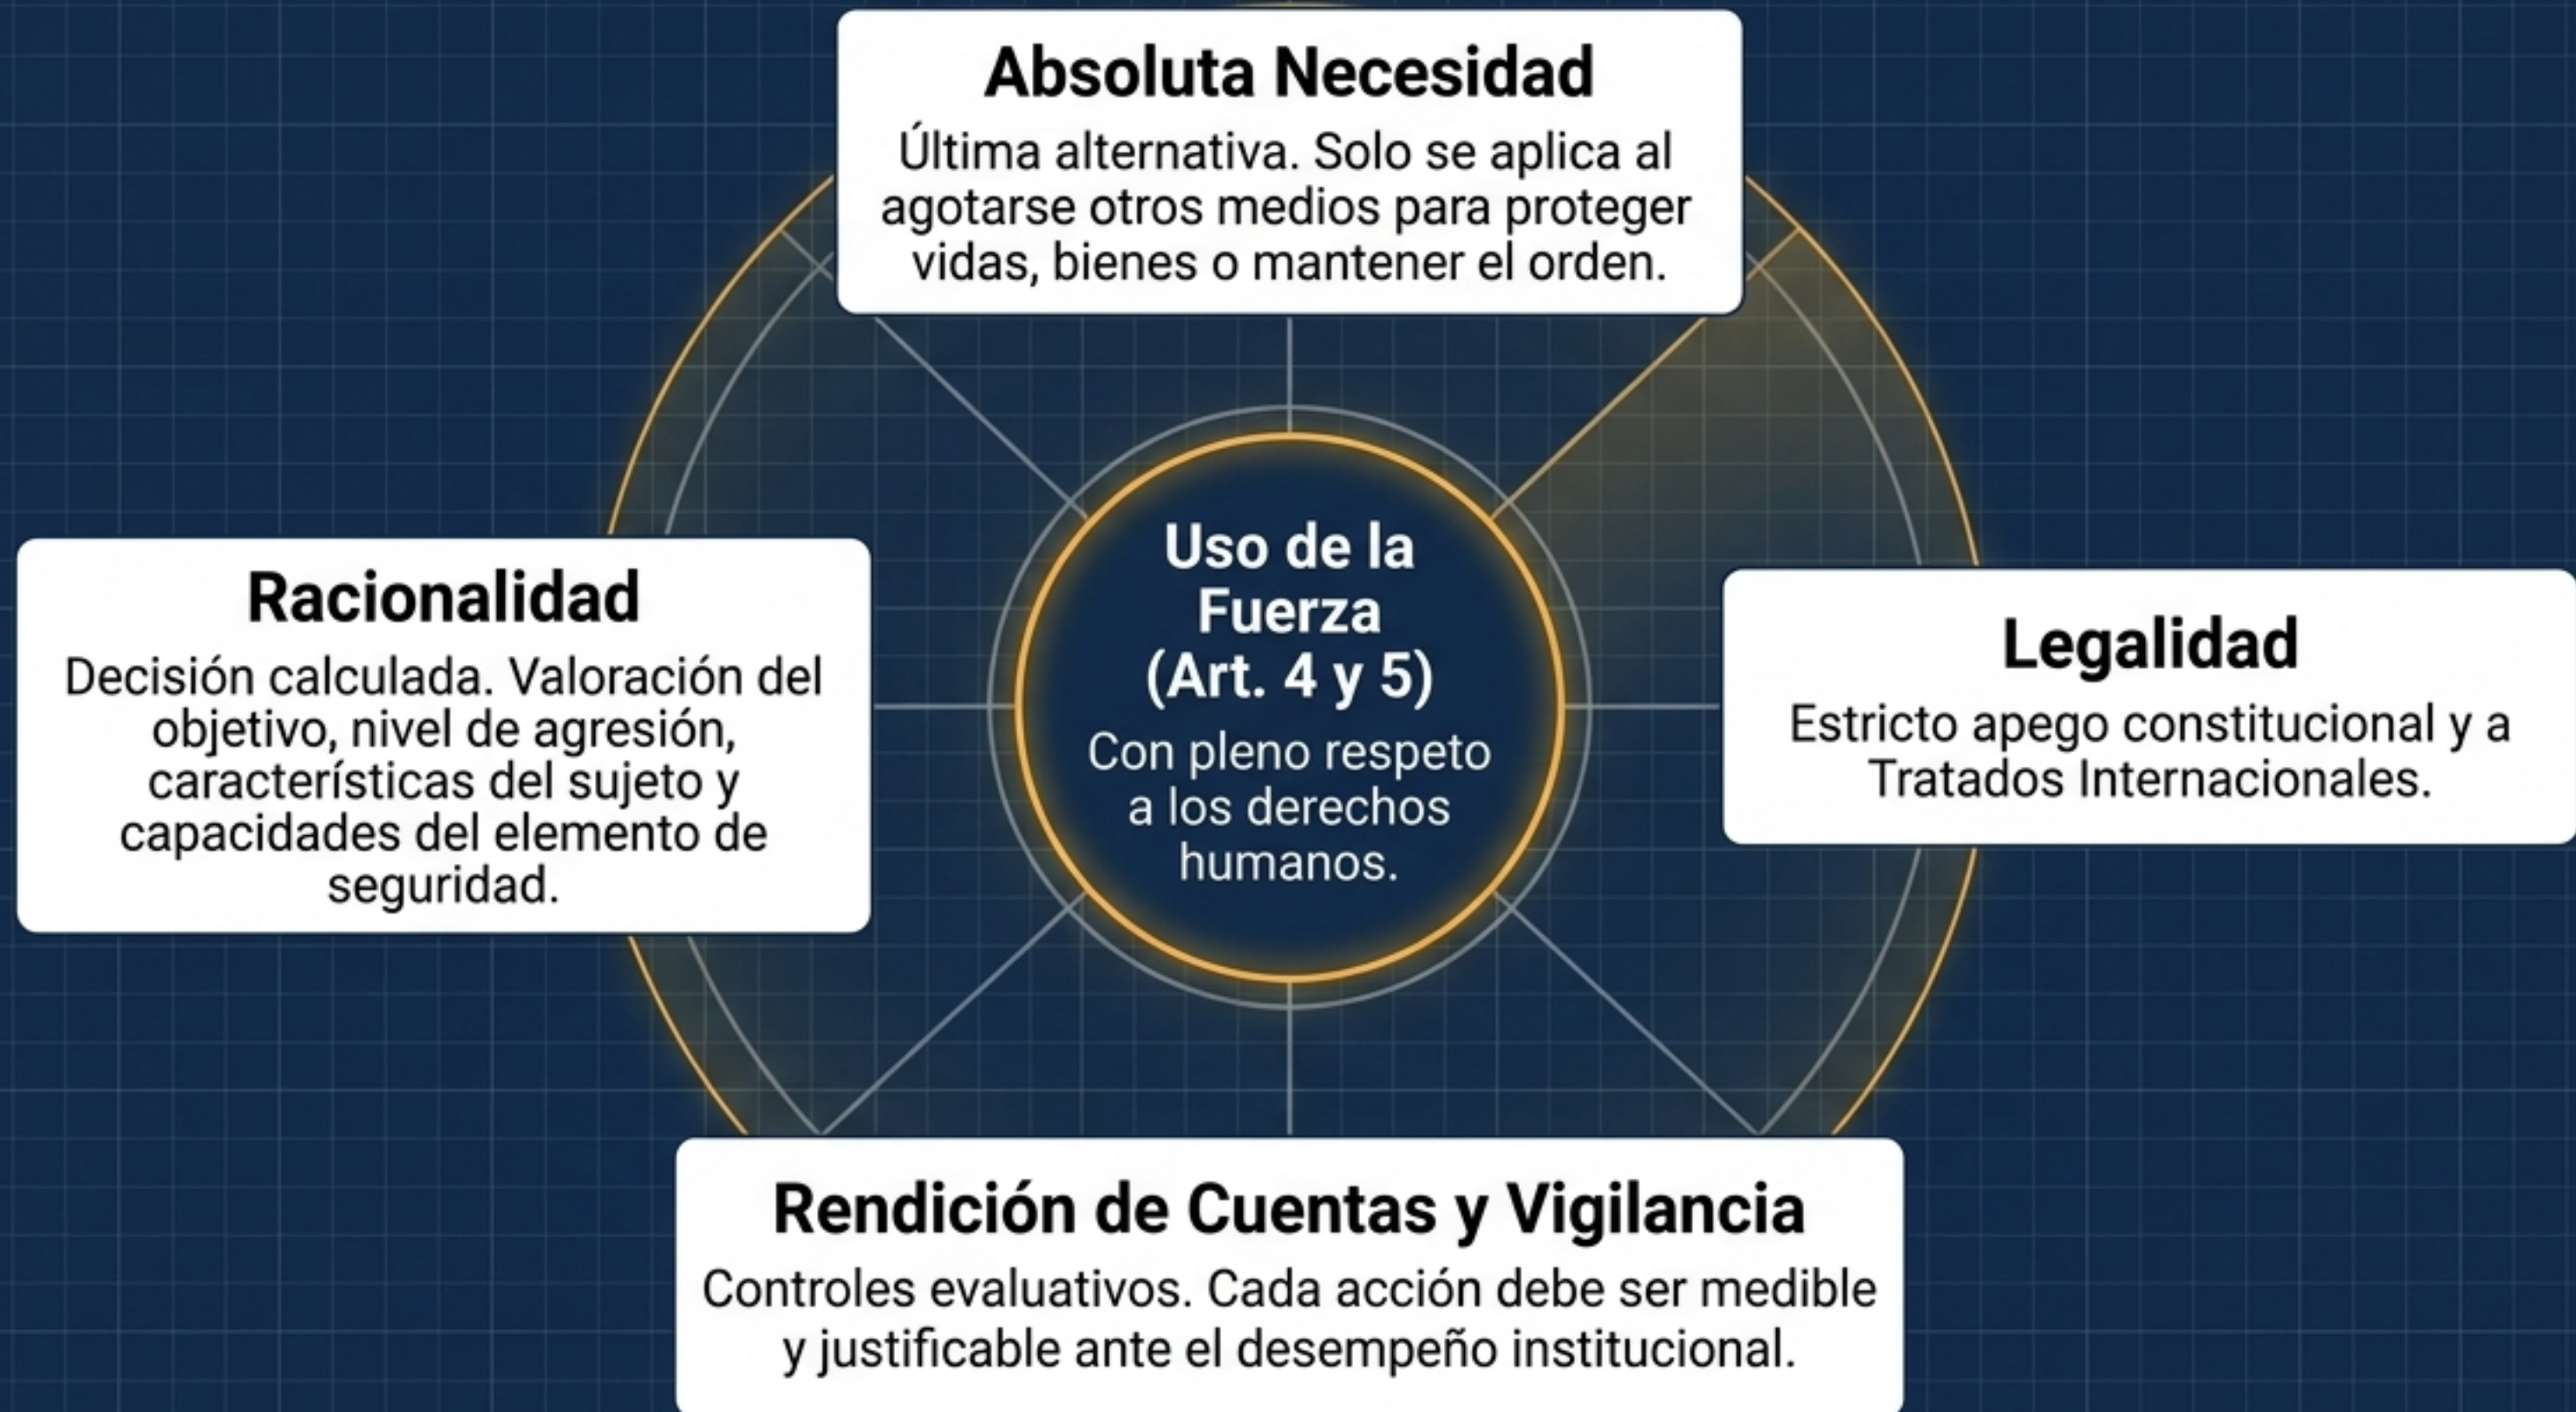 Absoluta Necesidad
Última alternativa. Solo se aplica al
agotarse otros medios para proteger
vidas, bienes o mantener el orden.
Racionalidad
Decisión calculada. Valoración del
objetivo, nivel de agresión,
características del sujeto y
capacidades del elemento de
seguridad.
Uso de la
Fuerza
(Art. 4 y 5)
Con pleno respeto
a los derechos
humanos.
Legalidad
Estricto apego constitucional y a
Tratados Internacionales.
Rendición de Cuentas y Vigilancia
Controles evaluativos. Cada acción debe ser medible
y justificable ante el desempeño institucional.